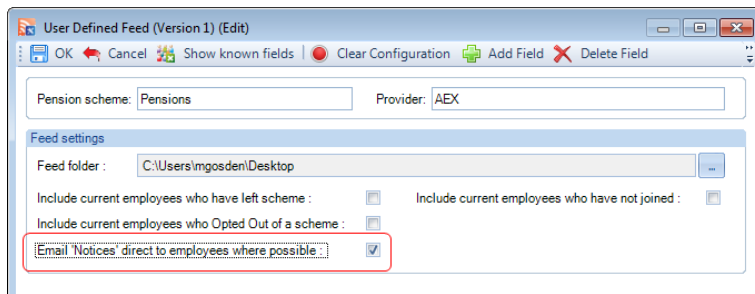 User Defined Feed (Version 1) (Edit)
OK Cancel Show known fields Clear Configuration Add Field Delete Field
Pension scheme: Pensions Provider: AEX
Feed settings
Feed folder : C:\Users\mgosden\Desktop ...
Include current employees who have left scheme : Include current employees who have not joined :
Include current employees who Opted Out of a scheme :
Email 'Notices' direct to employees where possible :